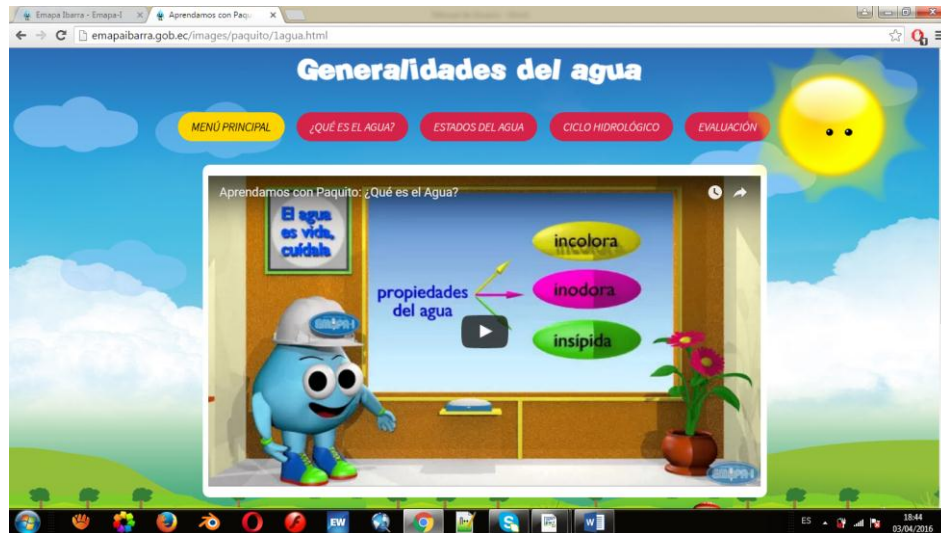 Emapa Ibarra - Emapa-I
Aprendamos con Paqu
emapaibarra.gob.ec/images/paquito/1agua.html
Generalidades del agua
MENÚ PRINCIPAL
¿QUÉ ES EL AGUA?
ESTADOS DEL AGUA
CICLO HIDROLÓGICO
EVALUACIÓN
Aprendamos con Paquito: ¿Qué es el Agua?
El agua
es vida,
cuídala
propiedades
del agua
incolora
inodora
insípida
EMAPA-I
EMAPA-I
EW
ES
18:44
03/04/2016